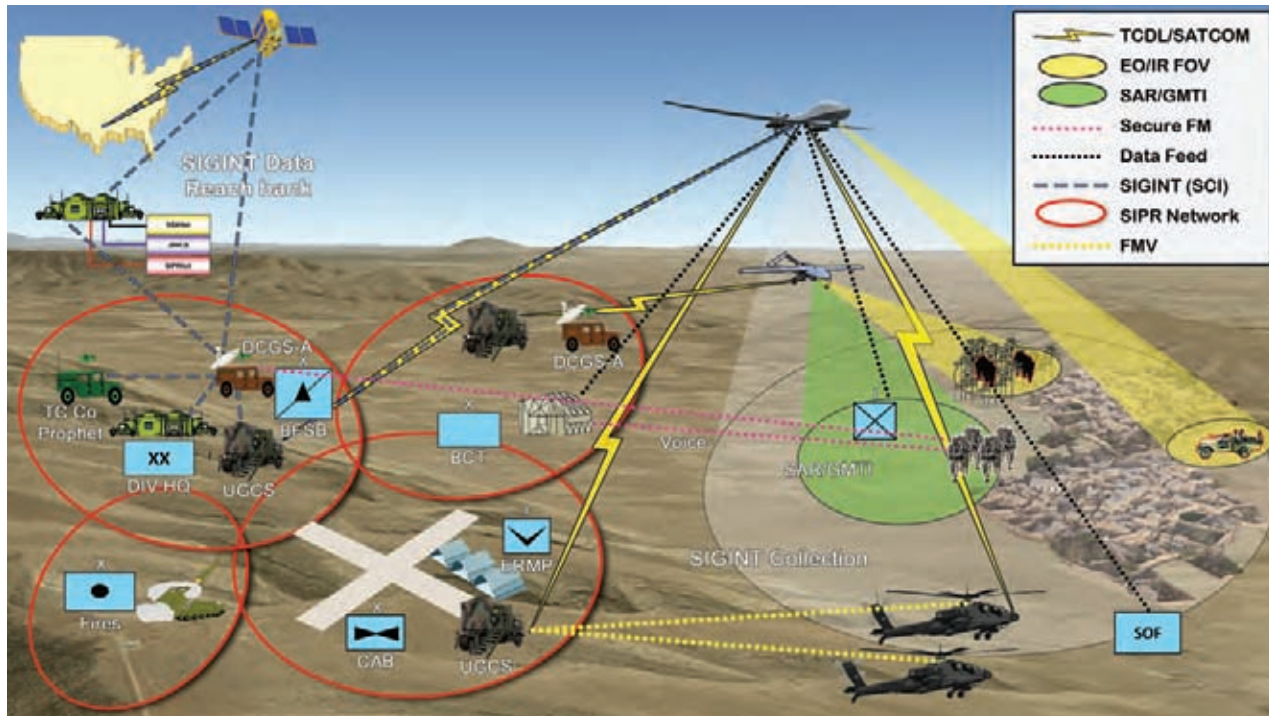 TCDL/SATCOM
EO/IR FOV
SAR/GMTI
Secure FM
Data Feed
SIGINT (SCI)
SIPR Network
FMV
SIGINT Data
Reach back
DCGS-A
X
BFSB
TC Co
Prophet
XX
DIV HQ
UGCS
DCGS-A
X
BCT
Voice
SAR/GMTI
SIGINT Collection
X
Fires
ERMP
X
CAB
UGCS
SOF